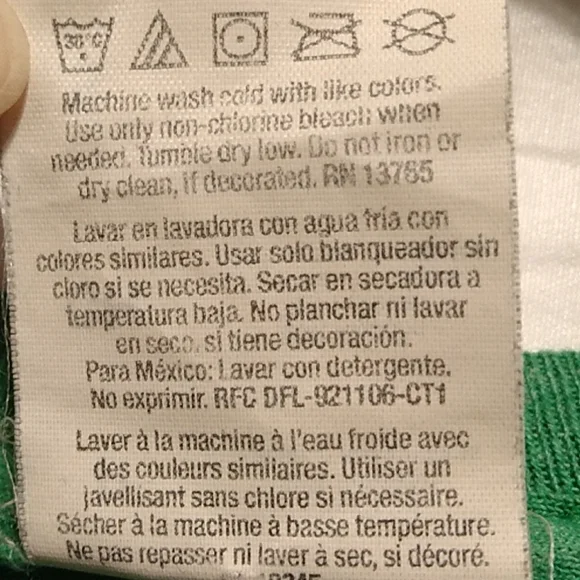 30°C
Machine wash cold with like colors.
Use only non-chlorine bleach when
needed. Tumble dry low. Do not iron or
dry clean, if decorated. RN 13765
Lavar en lavadora con agua fria con
colores similares. Usar solo blanqueador sin
cloro si se necesita. Secar en secadora a
temperatura baja. No planchar ni lavar
en seco, si tiene decoración.
Para México: Lavar con detergente.
No exprimir. RFC DFL-921106-CT1
Laver à la machine à l'eau froide avec
des couleurs similaires. Utiliser un
javellisant sans chlore si nécessaire.
Sécher à la machine à basse température.
Ne pas repasser ni laver à sec, si décoré.